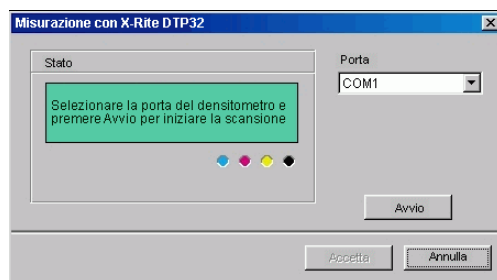 Misurazione con X-Rite DTP32
Stato
Selezionare la porta del densitometro e
premere Avvio per iniziare la scansione
Porta
COM1
Avvio
Accetta
Annulla